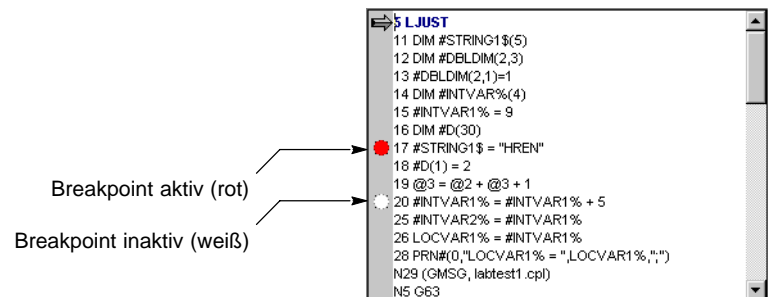 5 LJUST
11 DIM #STRING1$(5)
12 DIM #DBLDIM(2,3)
13 #DBLDIM(2,1)=1
14 DIM #INTVAR%(4)
15 #INTVAR1% = 9
16 DIM #D(30)
17 #STRING1$ = "HREN"
18 #D(1) = 2
19 @3 = @2 + @3 + 1
20 #INTVAR1% = #INTVAR1% + 5
25 #INTVAR2% = #INTVAR1%
26 LOCVAR1% = #INTVAR1%
28 PRN#(0,"LOCVAR1% = ",LOCVAR1%,";")
N29 (GMSG, labtest1.cpl)
N5 G63
Breakpoint aktiv (rot)
Breakpoint inaktiv (weiß)